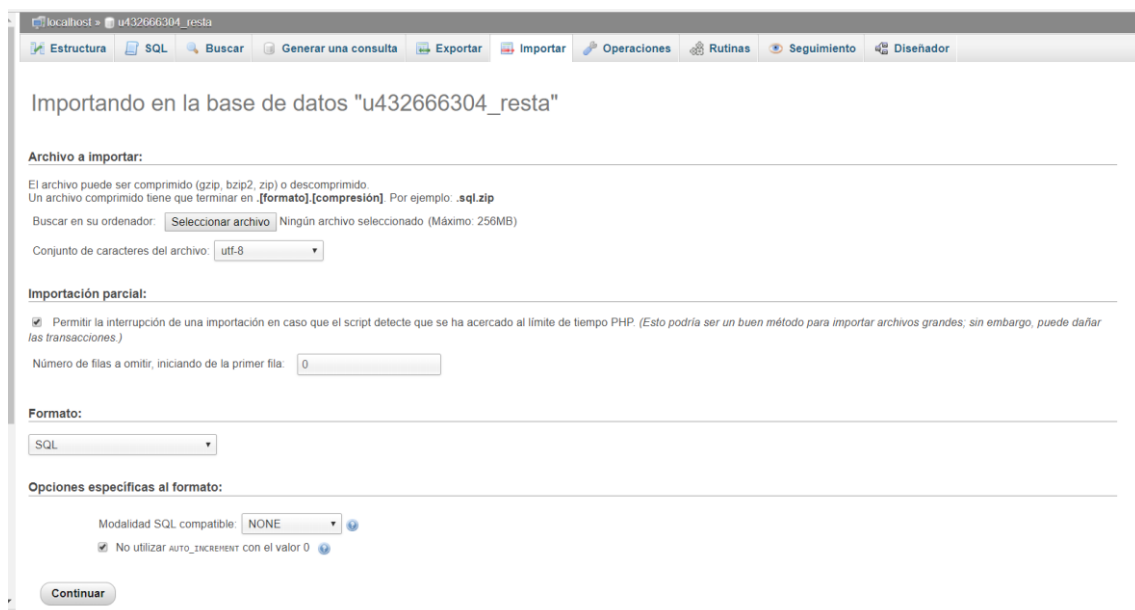 localhost » u432666304_resta
Estructura SQL Buscar Generar una consulta Exportar Importar Operaciones Rutinas Seguimiento Diseñador
Importando en la base de datos "u432666304_resta"
Archivo a importar:
El archivo puede ser comprimido (gzip, bzip2, zip) o descomprimido.
Un archivo comprimido tiene que terminar en .[formato].[compresión]. Por ejemplo: .sql.zip
Buscar en su ordenador: Seleccionar archivo Ningún archivo seleccionado (Máximo: 256MB)
Conjunto de caracteres del archivo: utf-8
Importación parcial:
Permitir la interrupción de una importación en caso que el script detecte que se ha acercado al límite de tiempo PHP. (Esto podría ser un buen método para importar archivos grandes; sin embargo, puede dañar
las transacciones.)
Número de filas a omitir, iniciando de la primer fila: 0
Formato:
SQL
Opciones específicas al formato:
Modalidad SQL compatible: NONE
No utilizar AUTO_INCREMENT con el valor 0
Continuar